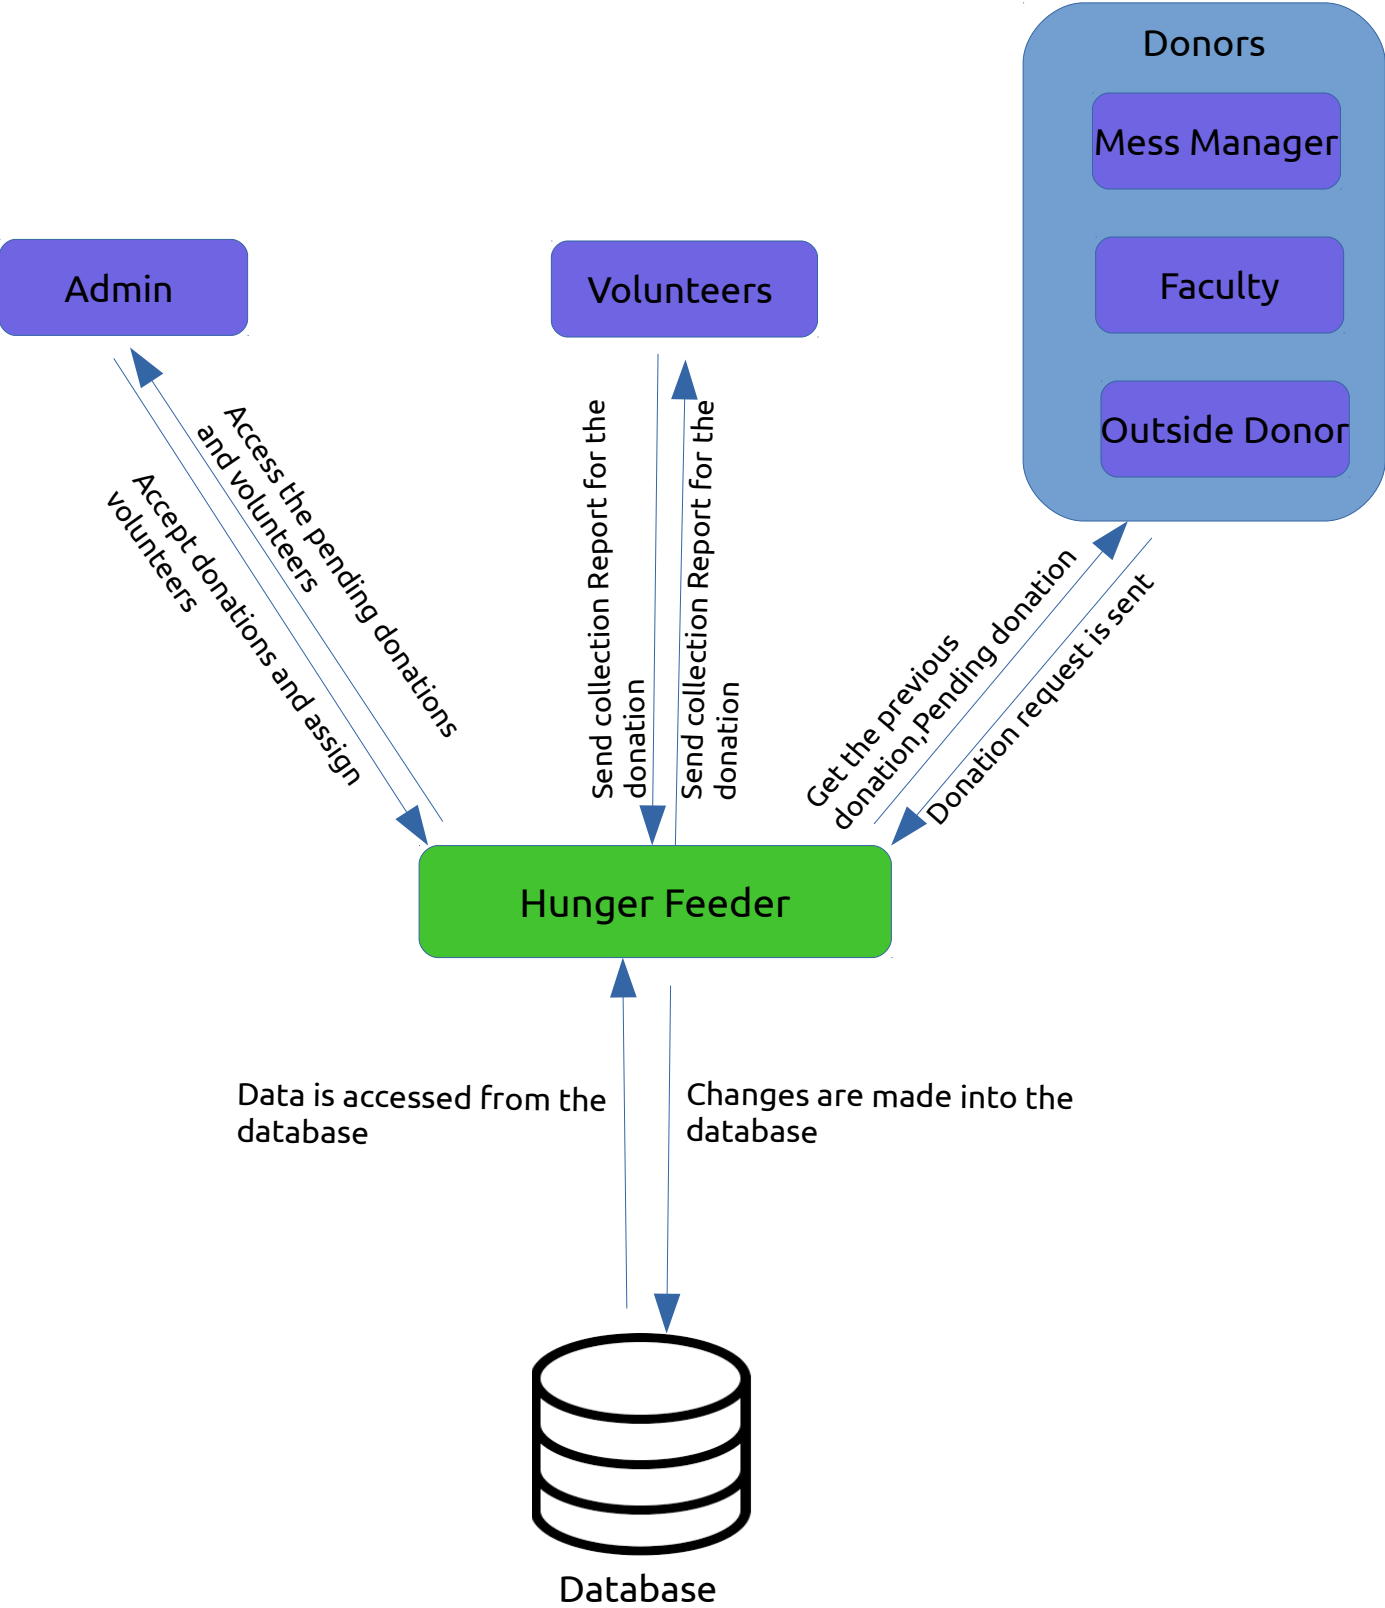 Donors
Mess Manager
Faculty
Outside Donor
Admin
Volunteers
Access the pending donations
and volunteers
Accept donations and assign
volunteers
Send collection Report for the
donation
Send collection Report for the
donation
Get the previous
donation,Pending donation
Donation request is sent
Hunger Feeder
Data is accessed from the
database
Changes are made into the
database
Database